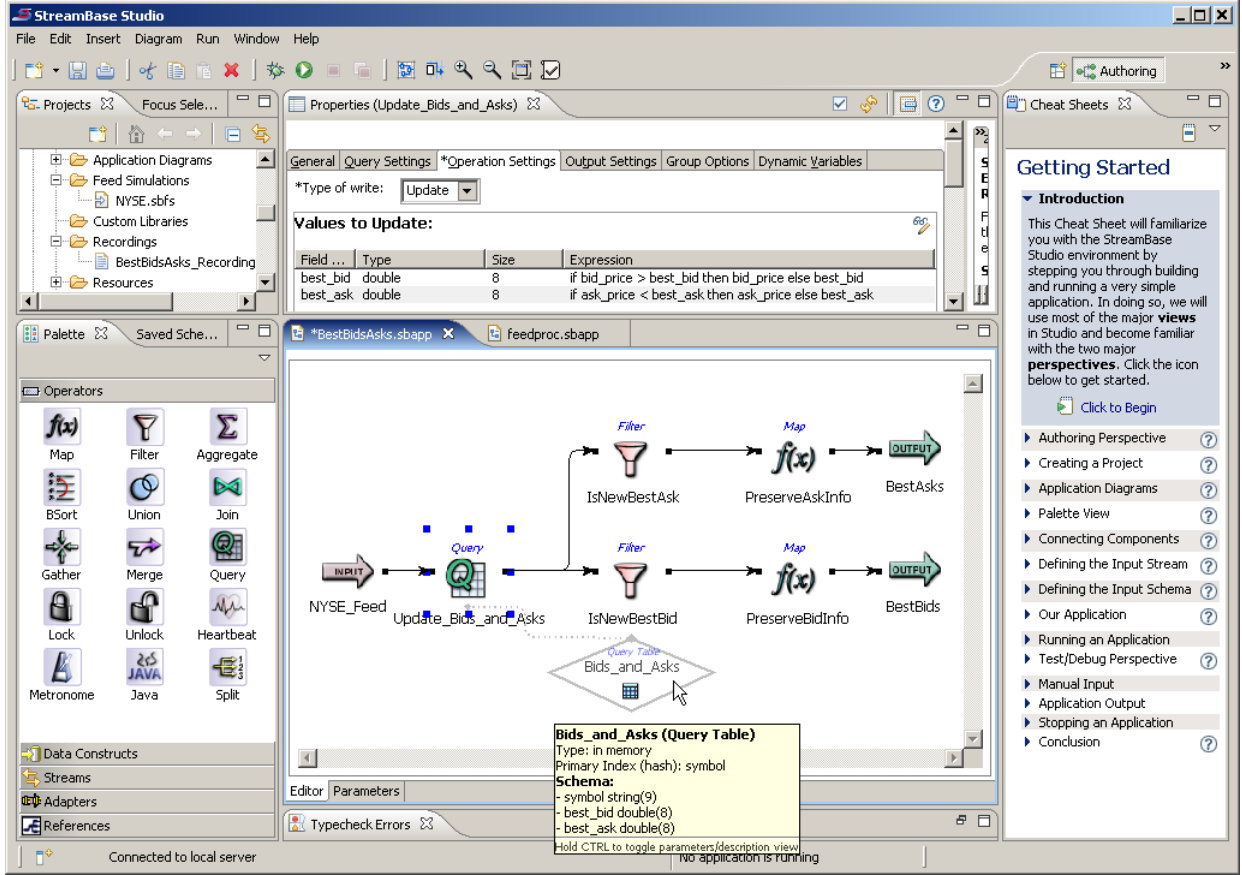 StreamBase Studio
File Edit Insert Diagram Run Window Help
Authoring
Projects
Focus Sele...
Application Diagrams
Feed Simulations
NYSE.sbfs
Custom Libraries
Recordings
BestBidsAsks_Recording
Resources
Properties (Update_Bids_and_Asks)
General Query Settings *Operation Settings Output Settings Group Options Dynamic Variables
*Type of write: Update
Values to Update:
Field ... Type Size Expression
best_bid double 8 if bid_price > best_bid then bid_price else best_bid
best_ask double 8 if ask_price < best_ask then ask_price else best_ask
Cheat Sheets
Getting Started
Introduction
This Cheat Sheet will familiarize
you with the StreamBase
Studio environment by
stepping you through building
and running a very simple
application. In doing so, we will
use most of the major views
in Studio and become familiar
with the two major
perspectives. Click the icon
below to get started.
Click to Begin
Authoring Perspective
Creating a Project
Application Diagrams
Palette View
Connecting Components
Defining the Input Stream
Defining the Input Schema
Our Application
Running an Application
Test/Debug Perspective
Manual Input
Application Output
Stopping an Application
Conclusion
Palette
Saved Sche...
Operators
f(x)
Map Filter Aggregate
BSort Union Join
Gather Merge Query
Lock Unlock Heartbeat
JAVA
Metronome Java Split
Data Constructs
Streams
Adapters
References
*BestBidsAsks.sbapp
feedproc.sbapp
Filter Map
f(x) OUTPUT
IsNewBestAsk PreserveAskInfo BestAsks
Query Filter Map
INPUT f(x) OUTPUT
NYSE_Feed Update_Bids_and_Asks IsNewBestBid PreserveBidInfo BestBids
Query Table
Bids_and_Asks
Bids_and_Asks (Query Table)
Type: in memory
Primary Index (hash): symbol
Schema:
- symbol string(9)
- best_bid double(8)
- best_ask double(8)
Hold CTRL to toggle parameters/description view
Editor Parameters
Typecheck Errors
Connected to local server
No application is running